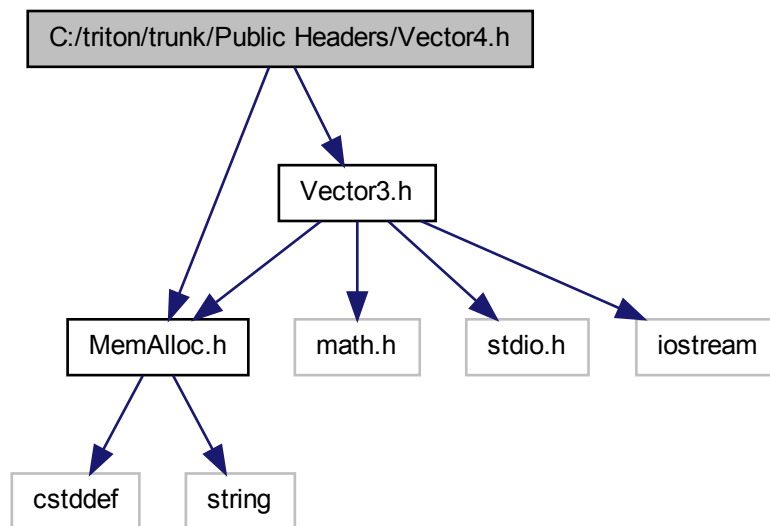 C:/triton/trunk/Public Headers/Vector4.h
Vector3.h
MemAlloc.h
math.h
stdio.h
iostream
cstddef
string